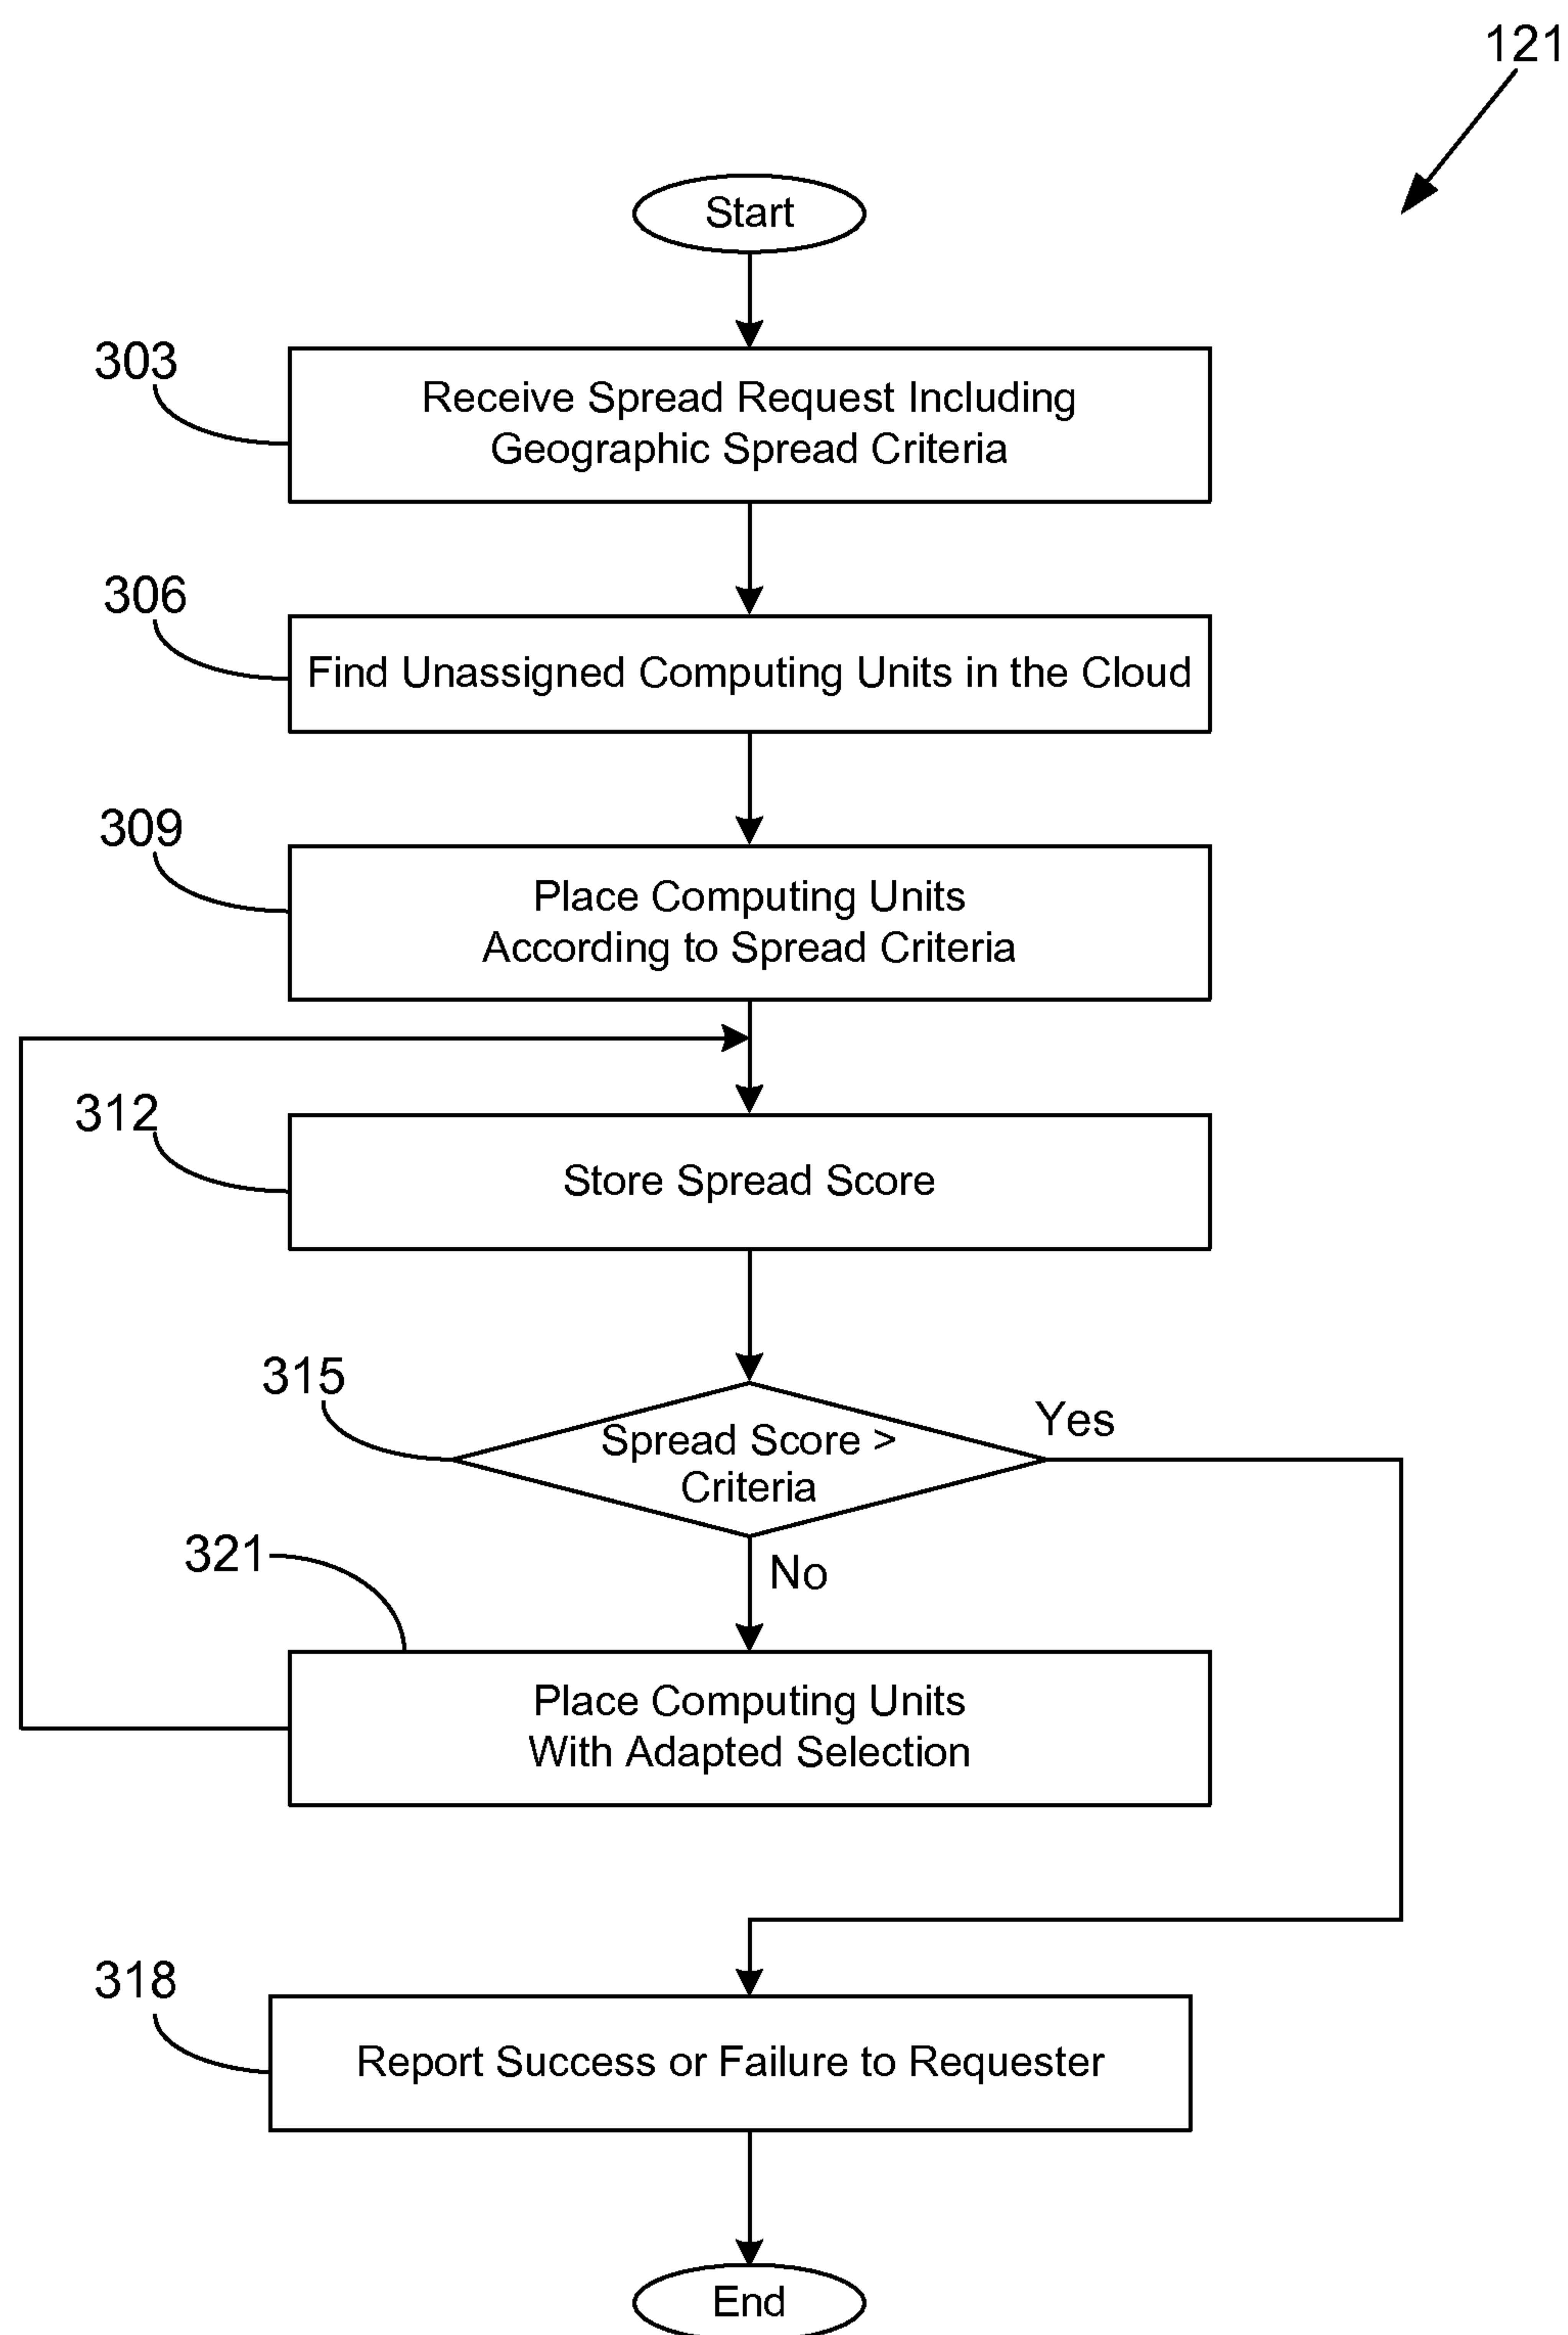 121
Start
303
Receive Spread Request Including
Geographic Spread Criteria
306
Find Unassigned Computing Units in the Cloud
309
Place Computing Units
According to Spread Criteria
312
Store Spread Score
315
Spread Score >
Criteria
Yes
No
321
Place Computing Units
With Adapted Selection
318
Report Success or Failure to Requester
End